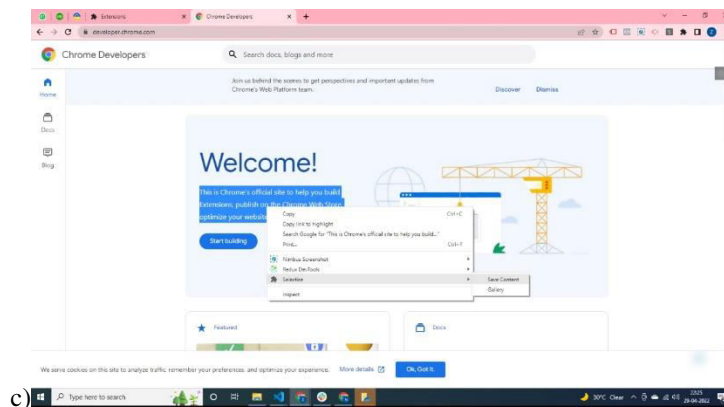 Extensions
Chrome Developers
developer.chrome.com
Chrome Developers
Search docs, blogs and more
Join us behind the scenes to get perspectives and important updates from
Chrome's Web Platform team.
Discover
Dismiss
Home
Docs
Blog
Welcome!
This is Chrome's official site to help you build
Extensions, publish on the Chrome Web Store,
optimize your website
Start building
Copy Ctrl+C
Copy link to highlight
Search Google for "This is Chrome's official site to help you build..."
Print... Ctrl+P
Nimbus Screenshot
Redux DevTools
Selection
Inspect
Save Content
Gallery
Featured
Docs
We serve cookies on this site to analyze traffic, remember your preferences, and optimize your experience.
More details
Ok, Got It.
c)
Type here to search
30°C Clear
2325
29-04-2022